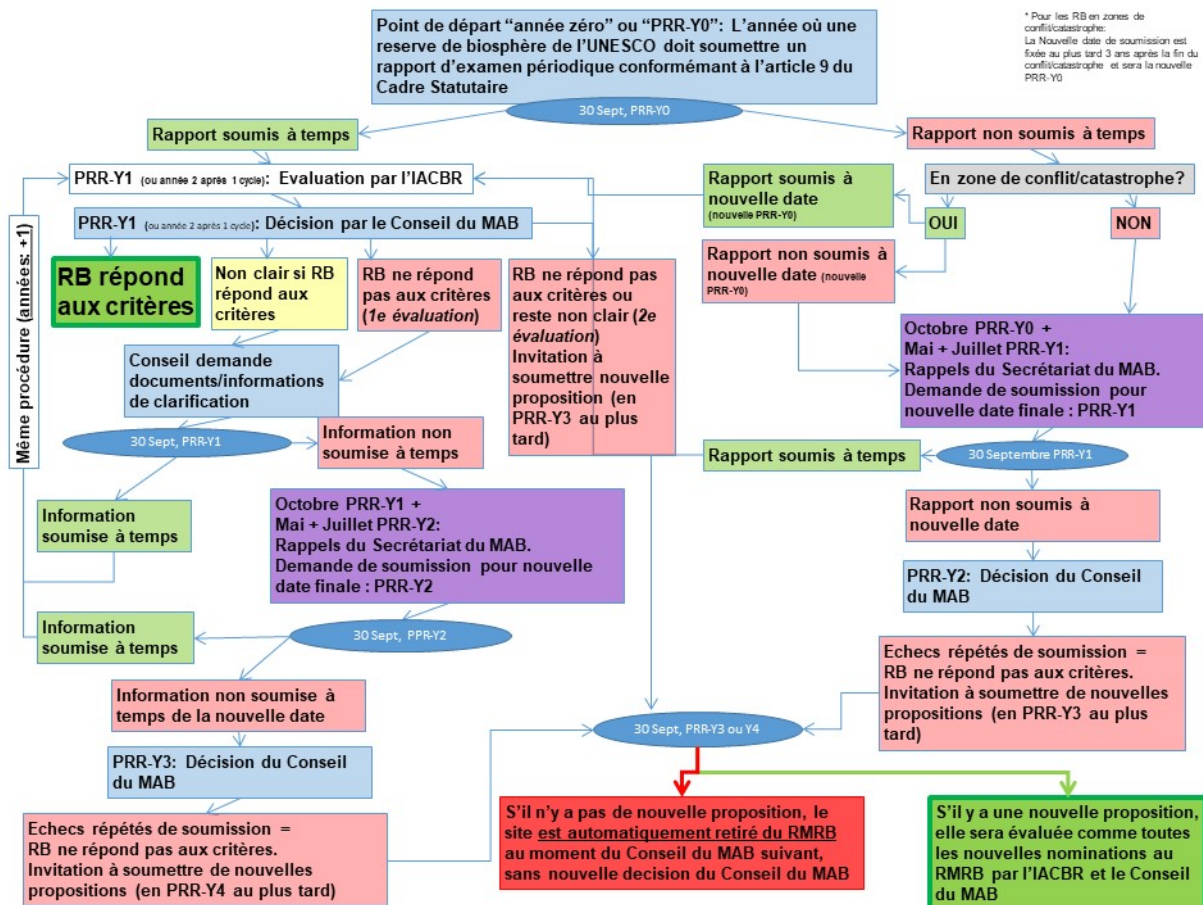 Point de départ “année zéro” ou “PRR-Y0”: L’année où une
reserve de biosphère de l’UNESCO doit soumettre un
rapport d’examen périodique conformémant à l’article 9 du
Cadre Statutaire
* Pour les RB en zones de
conflit/catastrophe:
La Nouvelle date de soumission est
fixée au plus tard 3 ans après la fin du
conflit/catastrophe et sera la nouvelle
PRR-Y0
30 Sept, PRR-Y0
Rapport soumis à temps
Rapport non soumis à temps
PRR-Y1 (ou année 2 après 1 cycle): Evaluation par l’IACBR
Rapport soumis à
nouvelle date
(nouvelle PRR-Y0)
En zone de conflit/catastrophe?
PRR-Y1 (ou année 2 après 1 cycle): Décision par le Conseil du MAB
OUI
NON
Rapport non soumis à
nouvelle date (nouvelle
PRR-Y0)
RB répond
aux critères
Non clair si RB
répond aux
critères
RB ne répond
pas aux critères
(1e évaluation)
RB ne répond pas
aux critères ou
reste non clair (2e
évaluation)
Invitation à
soumettre nouvelle
proposition (en
PRR-Y3 au plus
tard)
Même procédure (années: +1)
Conseil demande
documents/informations
de clarification
Octobre PRR-Y0 +
Mai + Juillet PRR-Y1:
Rappels du Secrétariat du MAB.
Demande de soumission pour
nouvelle date finale : PRR-Y1
30 Sept, PRR-Y1
Information non
soumise à temps
Rapport soumis à temps
30 Septembre PRR-Y1
Information
soumise à temps
Octobre PRR-Y1 +
Mai + Juillet PRR-Y2:
Rappels du Secrétariat du MAB.
Demande de soumission pour nouvelle
date finale : PRR-Y2
Rapport non soumis à
nouvelle date
PRR-Y2: Décision du Conseil
du MAB
Information
soumise à temps
30 Sept, PPR-Y2
Echecs répétés de soumission =
RB ne répond pas aux critères.
Invitation à soumettre de nouvelles
propositions (en PRR-Y3 au plus
tard)
Information non soumise à
temps de la nouvelle date
30 Sept, PRR-Y3 ou Y4
PRR-Y3: Décision du Conseil
du MAB
Echecs répétés de soumission =
RB ne répond pas aux critères.
Invitation à soumettre de nouvelles
propositions (en PRR-Y4 au plus tard)
S’il n’y a pas de nouvelle proposition, le
site est automatiquement retiré du RMRB
au moment du Conseil du MAB suivant,
sans nouvelle decision du Conseil du MAB
S’il y a une nouvelle proposition,
elle sera évaluée comme toutes
les nouvelles nominations au
RMRB par l’IACBR et le Conseil
du MAB